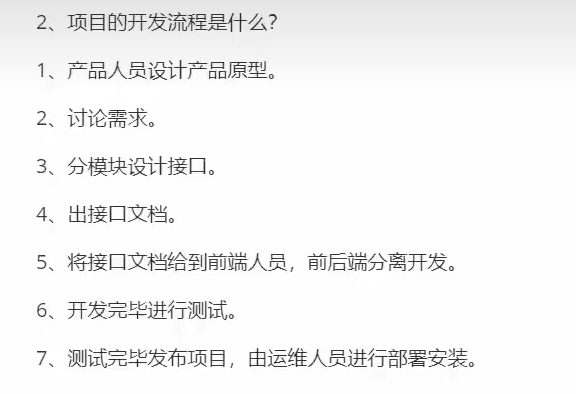 2、项目的开发流程是什么？
1、产品人员设计产品原型。
2、讨论需求。
3、分模块设计接口。
4、出接口文档。
5、将接口文档给到前端人员，前后端分离开发。
6、开发完毕进行测试。
7、测试完毕发布项目，由运维人员进行部署安装。